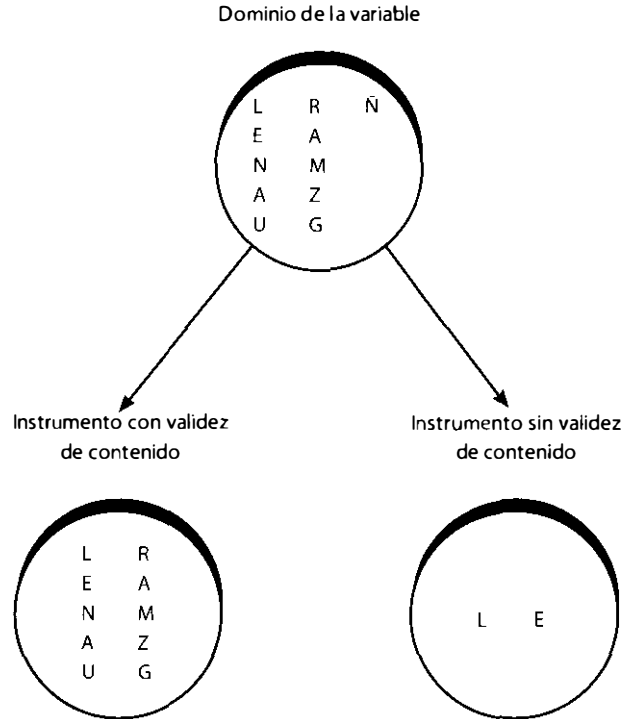 Dominio de la variable
L R Ñ
E A
N M
A Z
U G
Instrumento con validez
de contenido
L R
E A
N M
A Z
U G
Instrumento sin validez
de contenido
L E